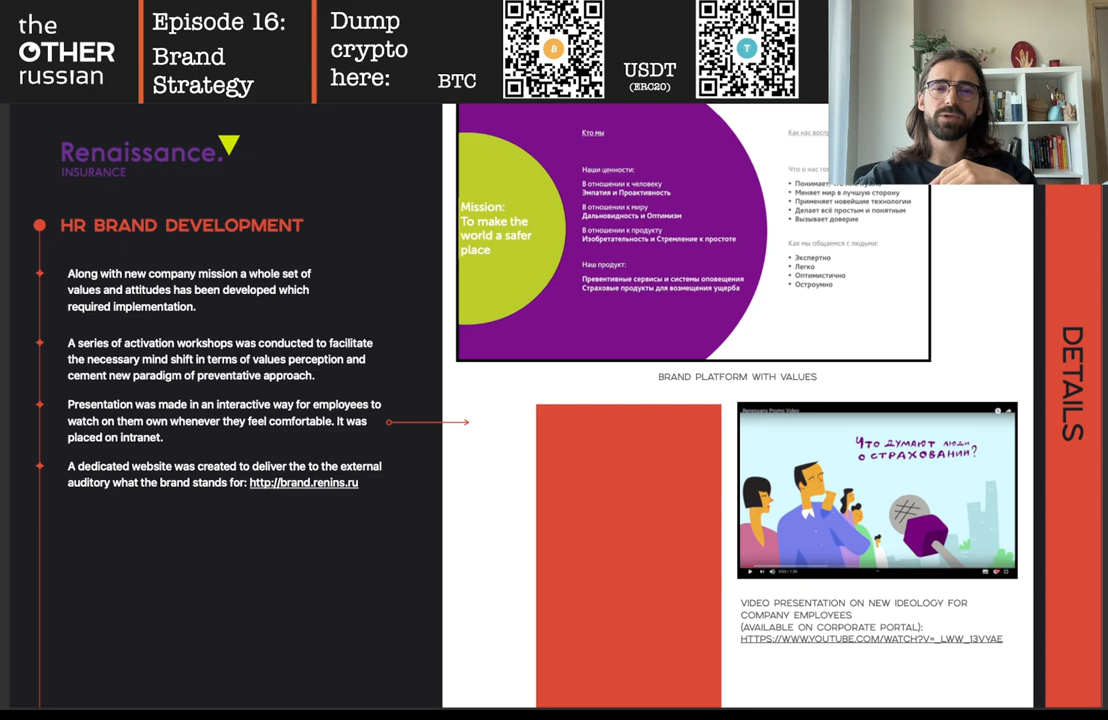 the
OTHER
russian
Episode 16:
Brand
Strategy
Dump
crypto
here:
BTC
USDT
(ERC20)
Renaissance.
INSURANCE
HR BRAND DEVELOPMENT
Along with new company mission a whole set of
values and attitudes has been developed which
required implementation.
A series of activation workshops was conducted to facilitate
the necessary mind shift in terms of values perception and
cement new paradigm of preventative approach.
Presentation was made in an interactive way for employees to
watch on them own whenever they feel comfortable. It was
placed on intranet.
A dedicated website was created to deliver the to the external
auditory what the brand stands for: http://brand.renins.ru
Mission:
To make the
world a safer
place
Кто мы
Наши ценности:
В отношении к человеку
Эмпатия и Проактивность
В отношении к миру
Дальновидность и Оптимизм
В отношении к продукту
Изобретательность и Стремление к простоте
Наш продукт:
Превентивные сервисы и системы оповещения
Страховые продукты для возмещения ущерба
Как нас
Что о нас
Понимает,
Меняет мир в лучшую сторону
Применяет новейшие технологии
Делает всё простым и понятным
Вызывает доверие
Как мы общаемся с людьми:
Экспертно
Легко
Оптимистично
Остроумно
BRAND PLATFORM WITH VALUES
Renessans Promo Video
Что думают люди
о страховании?
VIDEO PRESENTATION ON NEW IDEOLOGY FOR
COMPANY EMPLOYEES
(AVAILABLE ON CORPORATE PORTAL):
HTTPS://WWW.YOUTUBE.COM/WATCH?V=_LWW_13VYAE
DETAILS